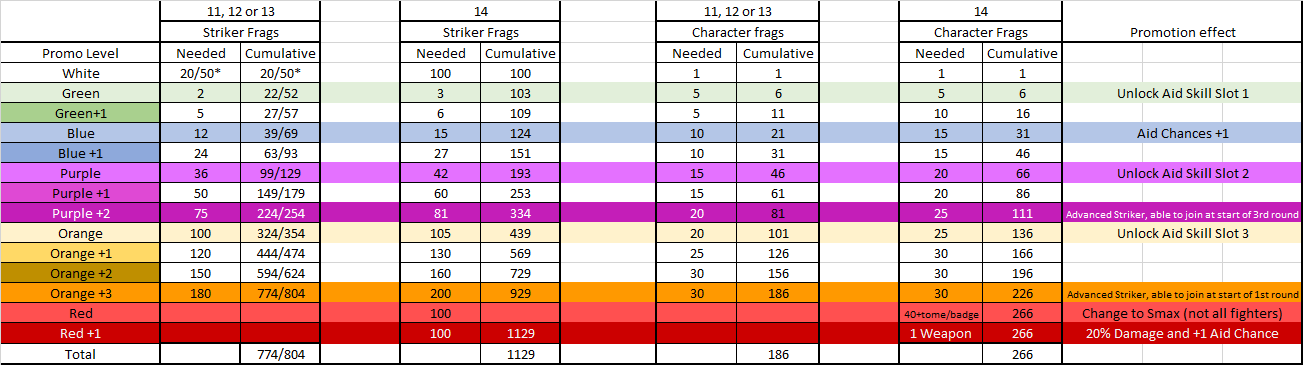 11, 12 or 13 14 11, 12 or 13 14
Striker Frags Striker Frags Character frags Character Frags Promotion effect
Promo Level Needed Cumulative Needed Cumulative Needed Cumulative Needed Cumulative
White 20/50* 20/50* 100 100 1 1 1 1
Green 2 22/52 3 103 5 6 5 6 Unlock Aid Skill Slot 1
Green+1 5 27/57 6 109 5 11 10 16
Blue 12 39/69 15 124 10 21 15 31 Aid Chances +1
Blue +1 24 63/93 27 151 10 31 15 46
Purple 36 99/129 42 193 15 46 20 66 Unlock Aid Skill Slot 2
Purple +1 50 149/179 60 253 15 61 20 86
Purple +2 75 224/254 81 334 20 81 25 111 Advanced Striker, able to join at start of 3rd round
Orange 100 324/354 105 439 20 101 25 136 Unlock Aid Skill Slot 3
Orange +1 120 444/474 130 569 25 126 30 166
Orange +2 150 594/624 160 729 30 156 30 196
Orange +3 180 774/804 200 929 30 186 30 226 Advanced Striker, able to join at start of 1st round
Red 100 40+tome/badge 266 Change to Smax (not all fighters)
Red +1 100 1129 1 Weapon 266 20% Damage and +1 Aid Chance
Total 774/804 1129 186 266